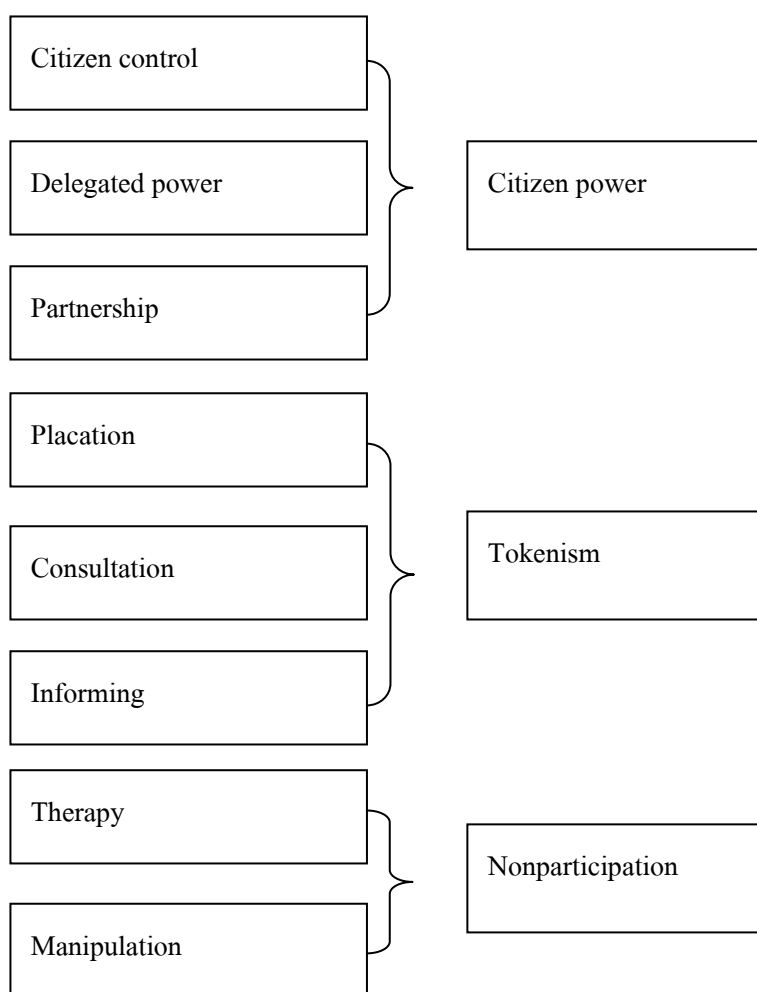 Citizen control
Delegated power
Partnership
Citizen power
Placation
Consultation
Informing
Tokenism
Therapy
Manipulation
Nonparticipation